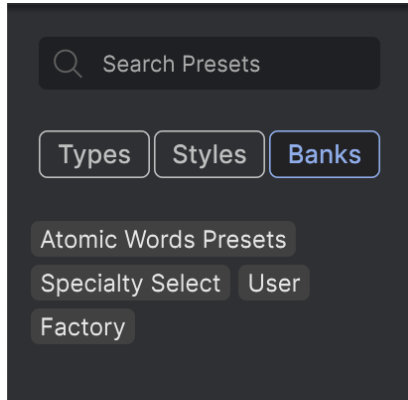 Search Presets
Types Styles Banks
Atomic Words Presets
Specialty Select User
Factory